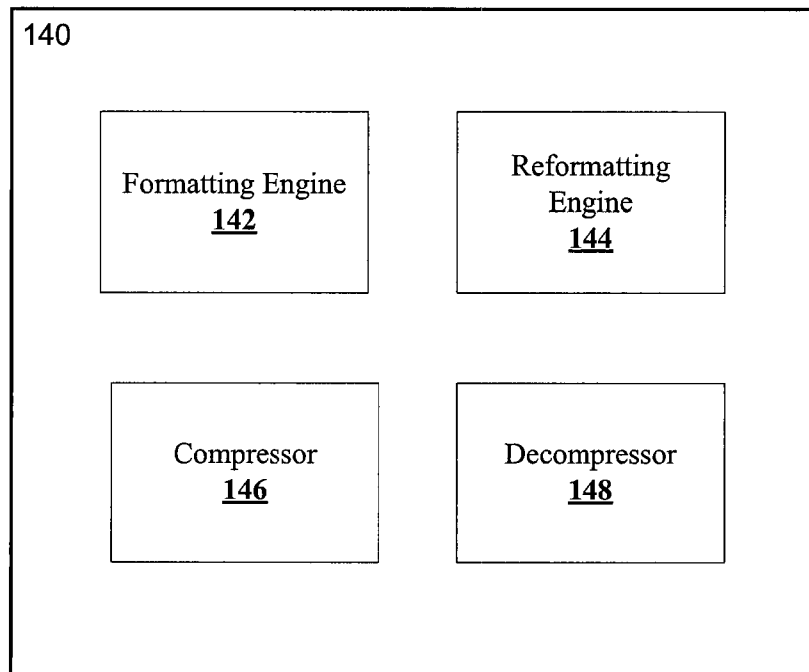 140
Formatting Engine
142
Reformatting
Engine
144
Compressor
146
Decompressor
148